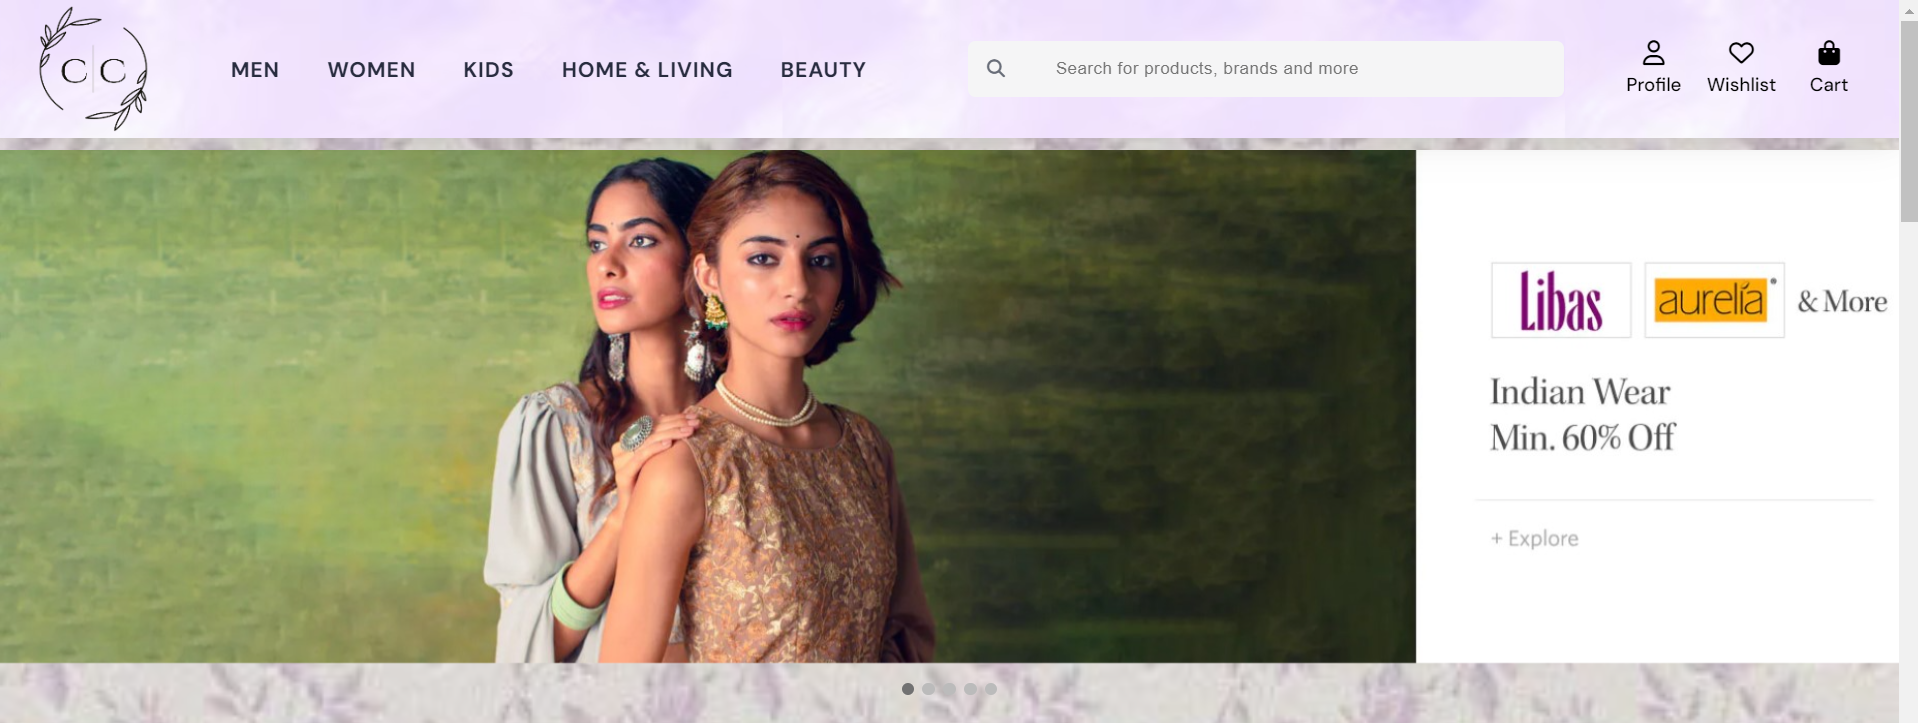 C C
MEN WOMEN KIDS HOME & LIVING BEAUTY
Search for products, brands and more
Profile Wishlist Cart
Libas aurelia® & More
Indian Wear
Min. 60% Off
+ Explore